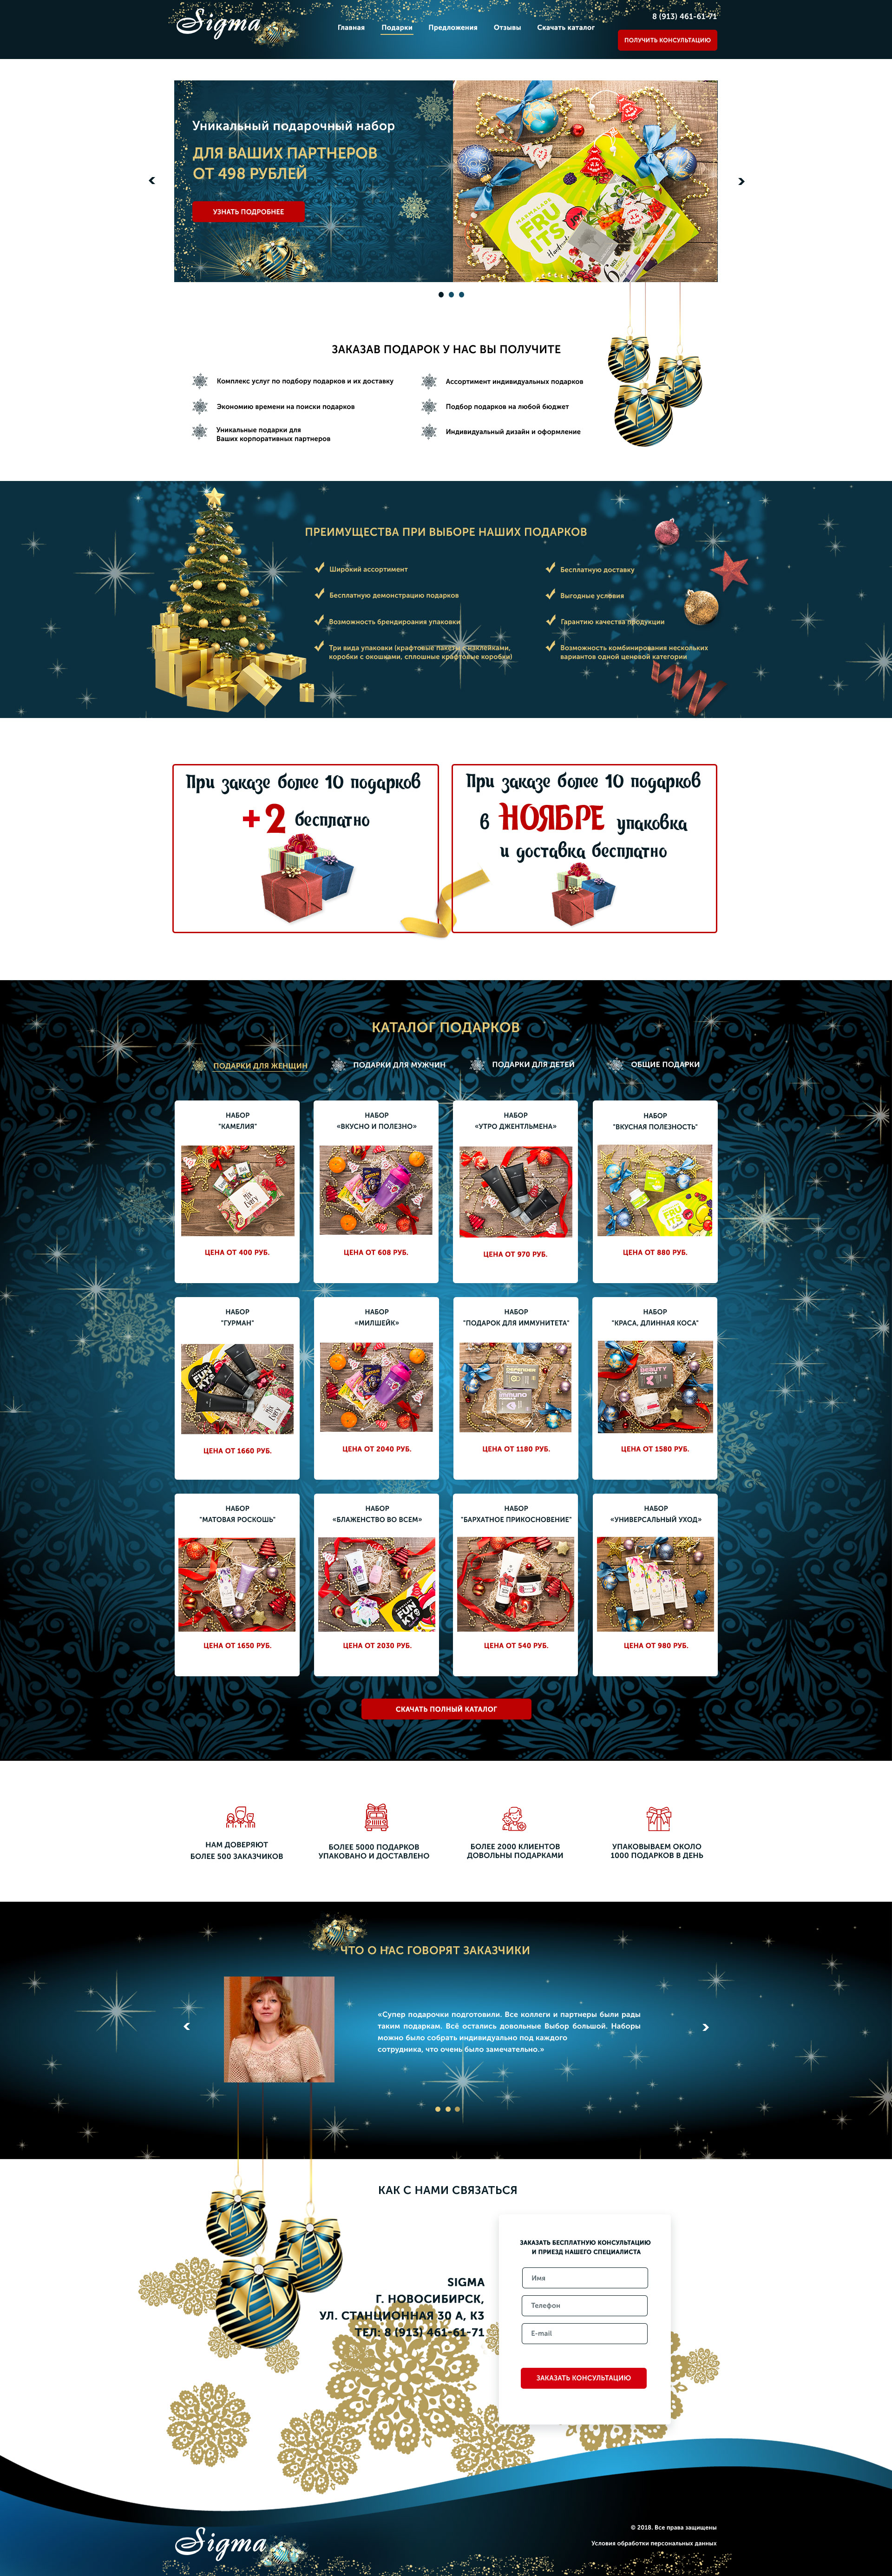 Sigma
Главная
Подарки
Предложения
Отзывы
Скачать каталог
8 (913) 461-61-71
ПОЛУЧИТЬ КОНСУЛЬТАЦИЮ
Уникальный подарочный набор
ДЛЯ ВАШИХ ПАРТНЕРОВ
ОТ 498 РУБЛЕЙ
УЗНАТЬ ПОДРОБНЕЕ
MARMALADE
FRU
ITS
Handmade
6
ЗАКАЗАВ ПОДАРОК У НАС ВЫ ПОЛУЧИТЕ
Комплекс услуг по подбору подарков и их доставку
Экономию времени на поиски подарков
Уникальные подарки для
Ваших корпоративных партнеров
Ассортимент индивидуальных подарков
Подбор подарков на любой бюджет
Индивидуальный дизайн и оформление
ПРЕИМУЩЕСТВА ПРИ ВЫБОРЕ НАШИХ ПОДАРКОВ
Широкий ассортимент
Бесплатную демонстрацию подарков
Возможность брендироания упаковки
Три вида упаковки (крафтовые пакеты с наклейками,
коробки с окошками, сплошные крафтовые коробки)
Бесплатную доставку
Выгодные условия
Гарантию качества продукции
Возможность комбинирования нескольких
вариантов одной ценовой категории
При заказе более 10 подарков
+2 бесплатно
При заказе более 10 подарков
в НОЯБРЕ упаковка
и доставка бесплатно
КАТАЛОГ ПОДАРКОВ
ПОДАРКИ ДЛЯ ЖЕНЩИН
ПОДАРКИ ДЛЯ МУЖЧИН
ПОДАРКИ ДЛЯ ДЕТЕЙ
ОБЩИЕ ПОДАРКИ
НАБОР
"КАМЕЛИЯ"
ЦЕНА ОТ 400 РУБ.
НАБОР
«ВКУСНО И ПОЛЕЗНО»
ЦЕНА ОТ 608 РУБ.
НАБОР
«УТРО ДЖЕНТЛЬМЕНА»
ЦЕНА ОТ 970 РУБ.
НАБОР
"ВКУСНАЯ ПОЛЕЗНОСТЬ"
FRU
ITS
ЦЕНА ОТ 880 РУБ.
НАБОР
"ГУРМАН"
FUN
ЦЕНА ОТ 1660 РУБ.
НАБОР
«МИЛШЕЙК»
ЦЕНА ОТ 2040 РУБ.
НАБОР
"ПОДАРОК ДЛЯ ИММУНИТЕТА"
immuno
ЦЕНА ОТ 1180 РУБ.
НАБОР
"КРАСА, ДЛИННАЯ КОСА"
BEAUTY
ЦЕНА ОТ 1580 РУБ.
НАБОР
"МАТОВАЯ РОСКОШЬ"
ЦЕНА ОТ 1650 РУБ.
НАБОР
«БЛАЖЕНСТВО ВО ВСЕМ»
FUN
ЦЕНА ОТ 2030 РУБ.
НАБОР
"БАРХАТНОЕ ПРИКОСНОВЕНИЕ"
ЦЕНА ОТ 540 РУБ.
НАБОР
«УНИВЕРСАЛЬНЫЙ УХОД»
ЦЕНА ОТ 980 РУБ.
СКАЧАТЬ ПОЛНЫЙ КАТАЛОГ
НАМ ДОВЕРЯЮТ
БОЛЕЕ 500 ЗАКАЗЧИКОВ
БОЛЕЕ 5000 ПОДАРКОВ
УПАКОВАНО И ДОСТАВЛЕНО
БОЛЕЕ 2000 КЛИЕНТОВ
ДОВОЛЬНЫ ПОДАРКАМИ
УПАКОВЫВАЕМ ОКОЛО
1000 ПОДАРКОВ В ДЕНЬ
ЧТО О НАС ГОВОРЯТ ЗАКАЗЧИКИ
«Супер подарочки подготовили. Все коллеги и партнеры были рады
таким подаркам. Всё остались довольные Выбор большой. Наборы
можно было собрать индивидуально под каждого
сотрудника, что очень было замечательно.»
КАК С НАМИ СВЯЗАТЬСЯ
SIGMA
Г. НОВОСИБИРСК,
УЛ. СТАНЦИОННАЯ 30 А, К3
ТЕЛ: 8 (913) 461-61-71
ЗАКАЗАТЬ БЕСПЛАТНУЮ КОНСУЛЬТАЦИЮ
И ПРИЕЗД НАШЕГО СПЕЦИАЛИСТА
Имя
Телефон
E-mail
ЗАКАЗАТЬ КОНСУЛЬТАЦИЮ
Sigma
© 2018. Все права защищены
Условия обработки персональных данных